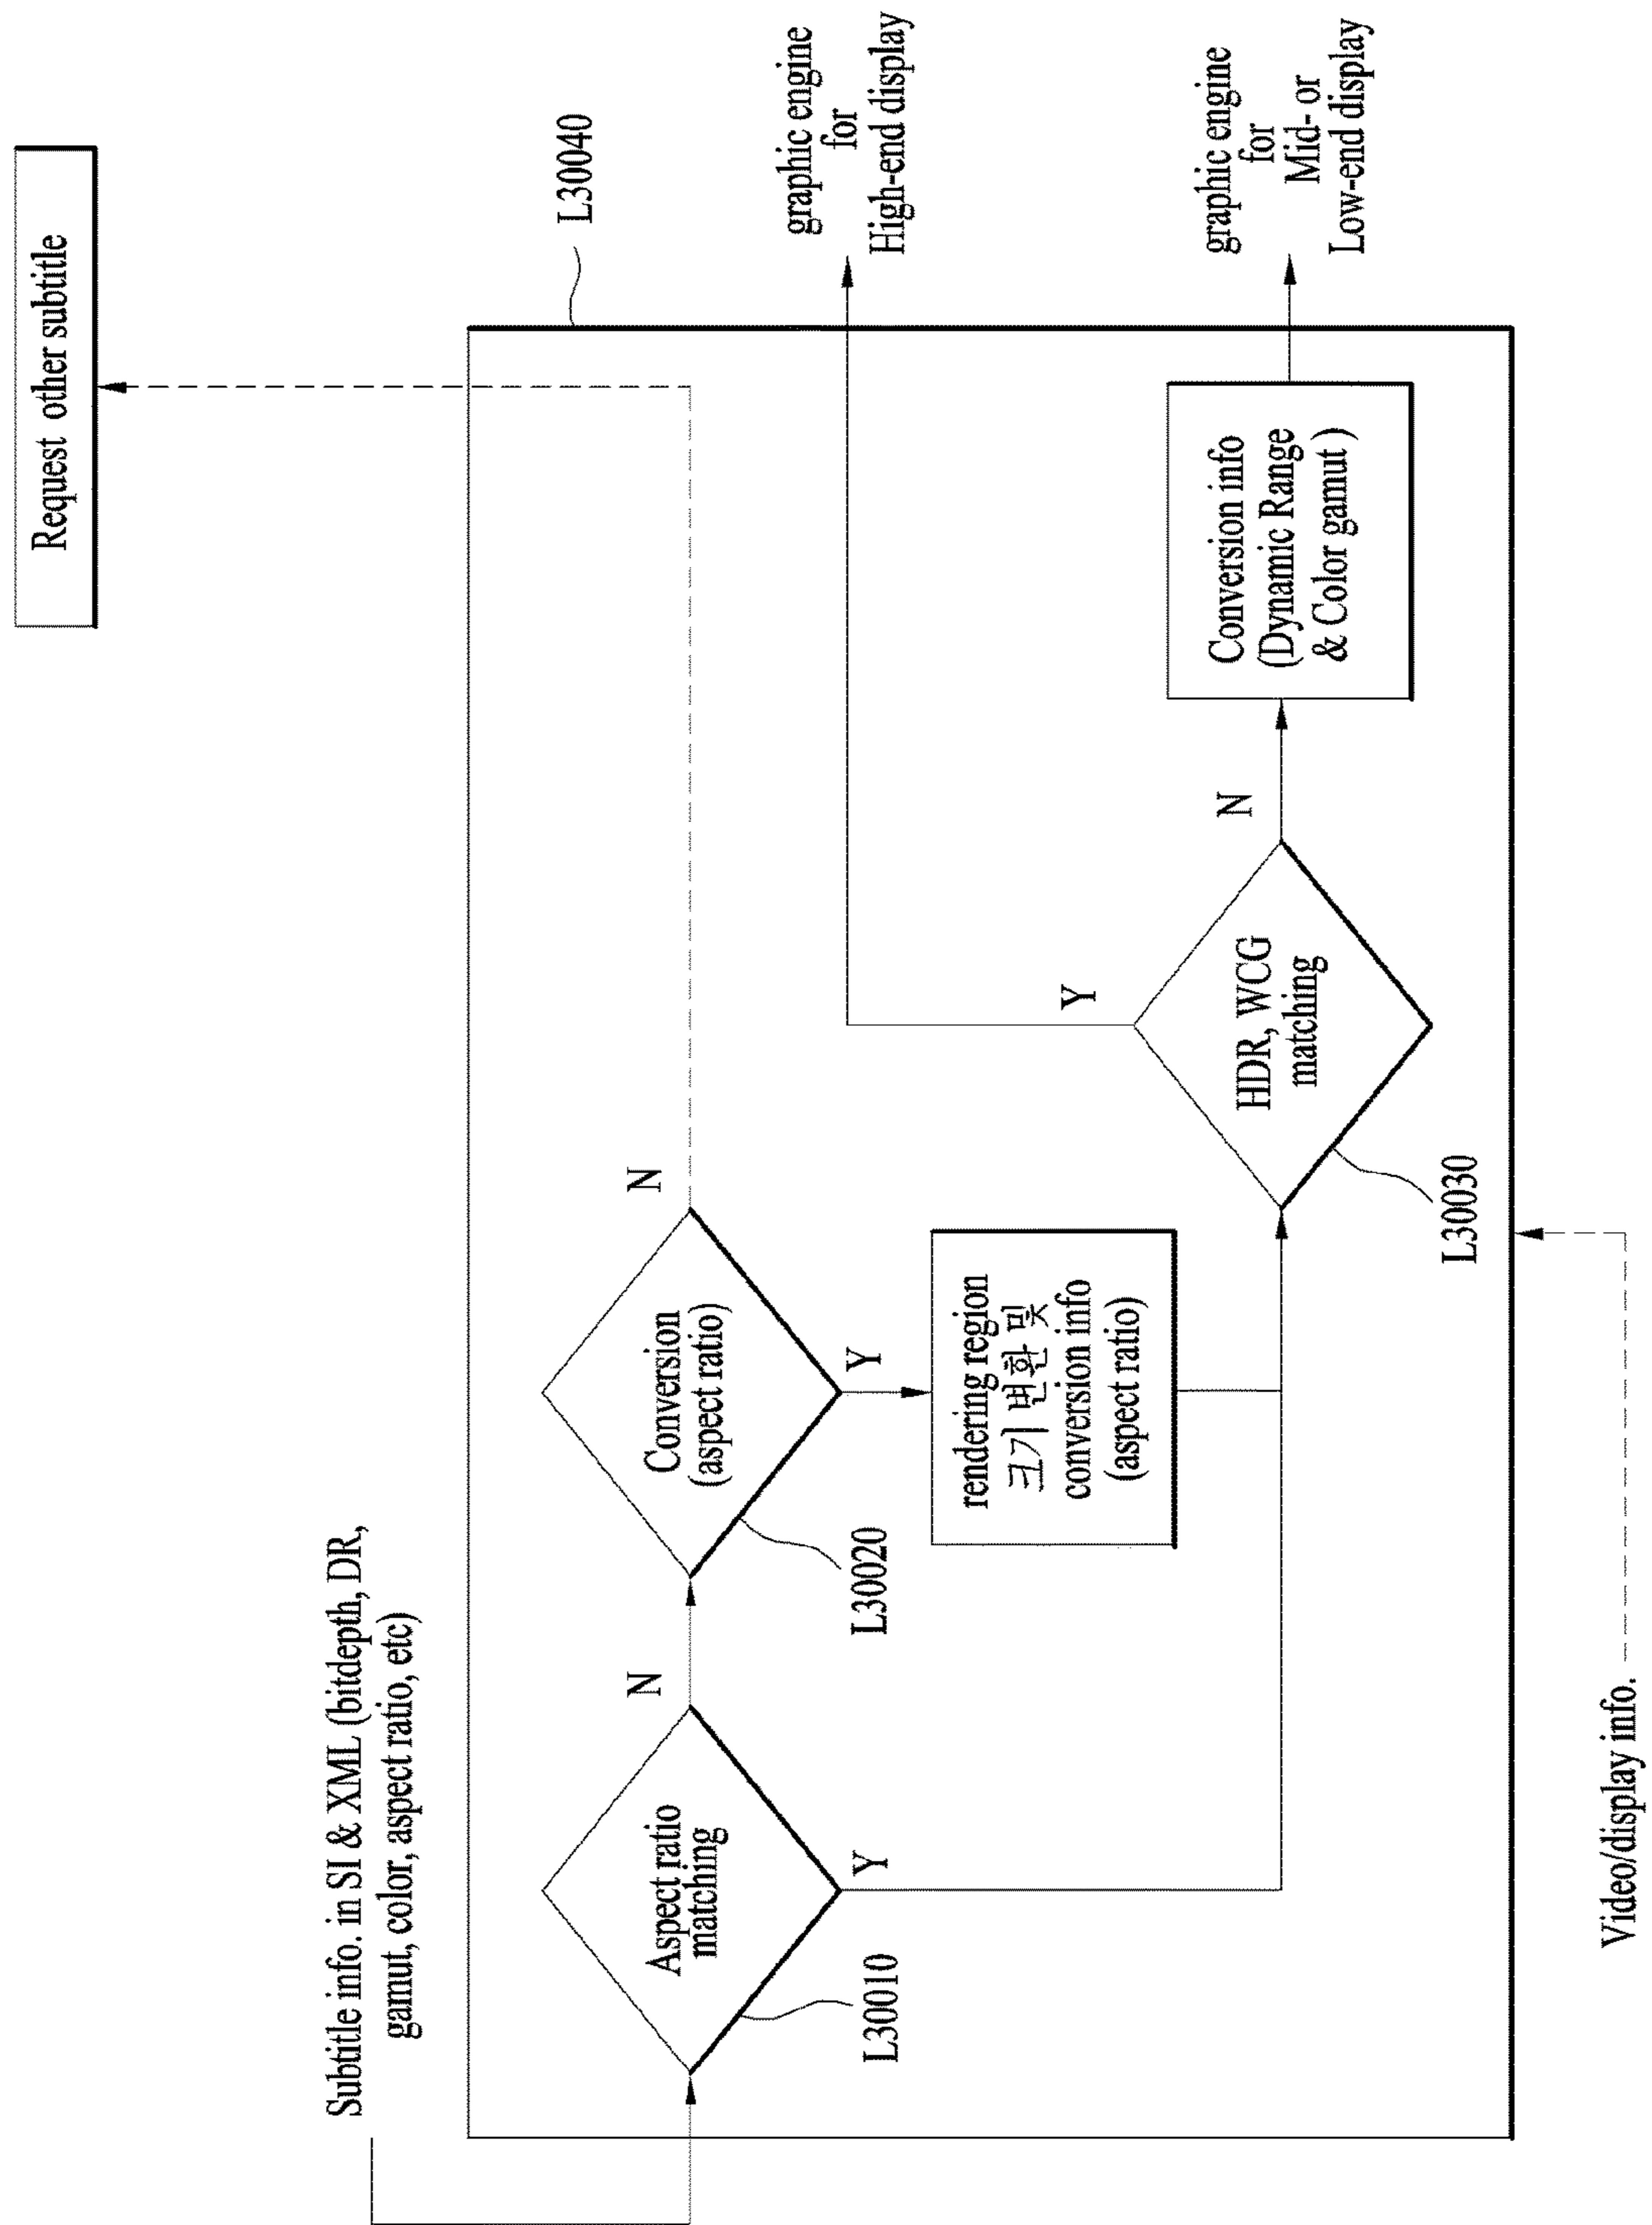 Request other subtitle
Subtitle info. in SI & XML (bitdepth, DR,
gamut, color, aspect ratio, etc)
L30040
Aspect ratio
matching
N
Y
L30010
Conversion
(aspect ratio)
N
Y
L30020
rendering region
크기 변환 및
conversion info
(aspect ratio)
HDR, WCG
matching
Y
N
L30030
Conversion info
(Dynamic Range
& Color gamut )
graphic engine
for
High-end display
graphic engine
for
Mid- or
Low-end display
Video/display info.